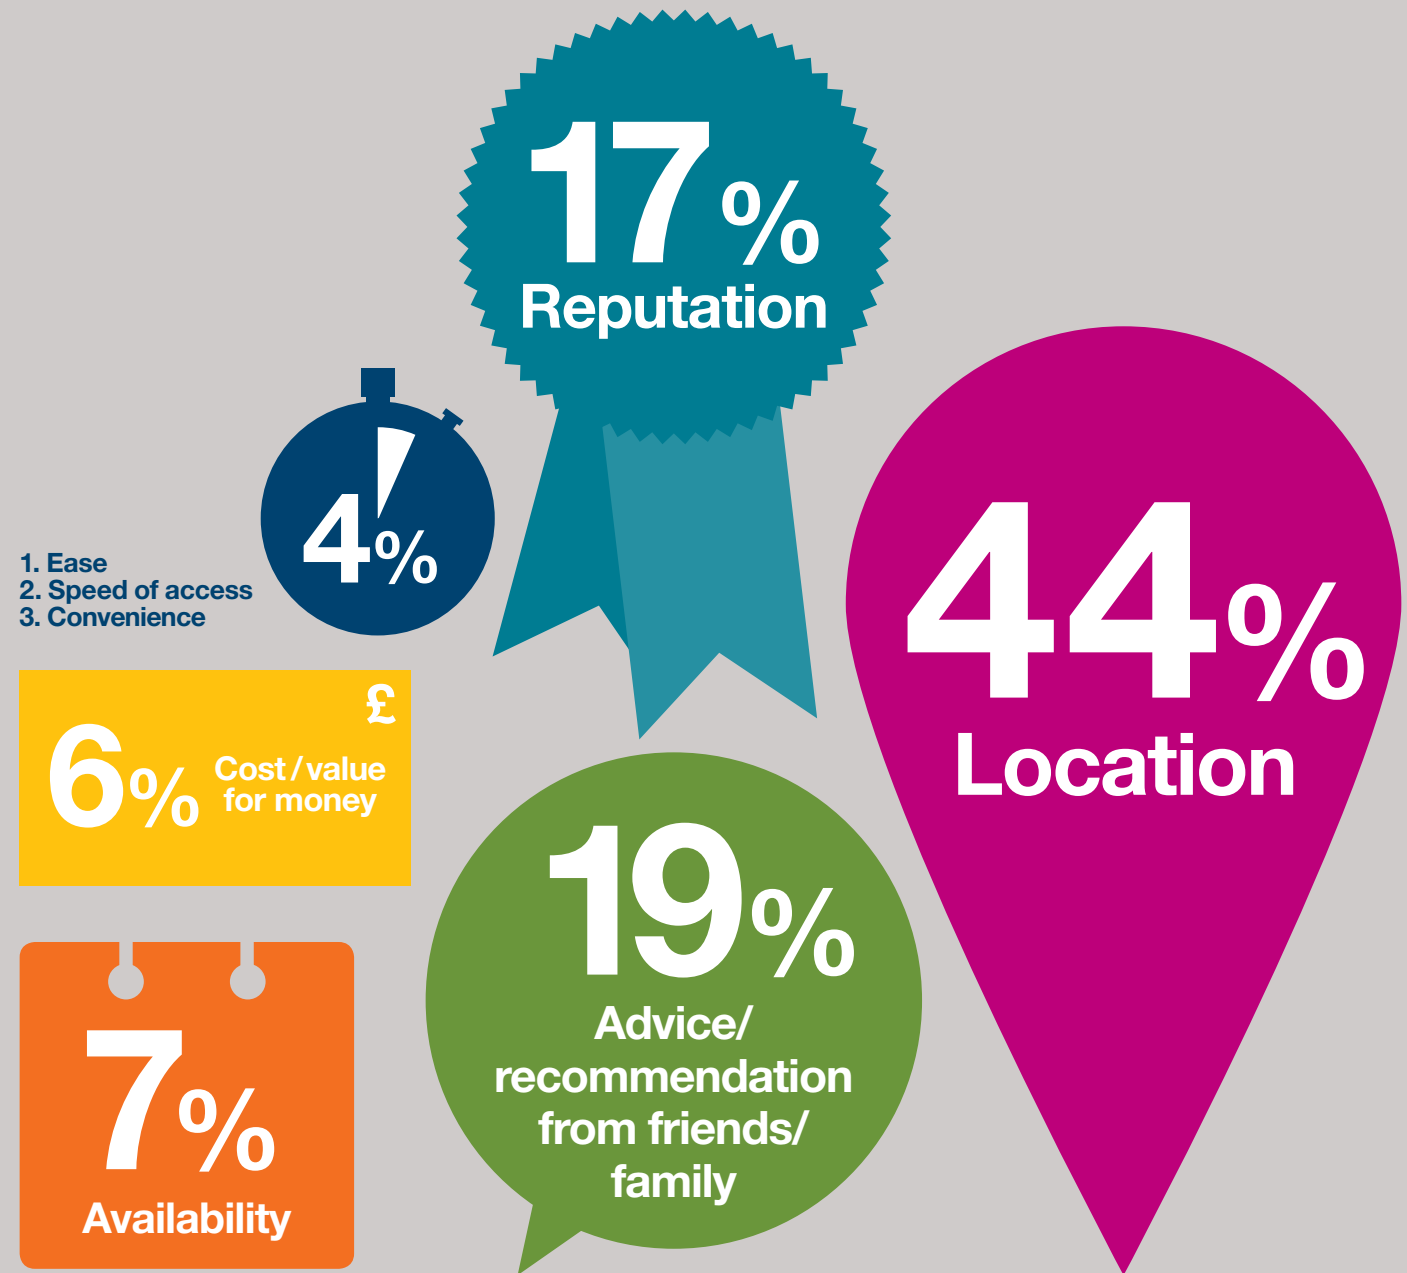 17%
Reputation
4%
1. Ease
2. Speed of access
3. Convenience
44%
Location
£
6%
Cost/value
for money
19%
Advice/
recommendation
from friends/
family
7%
Availability